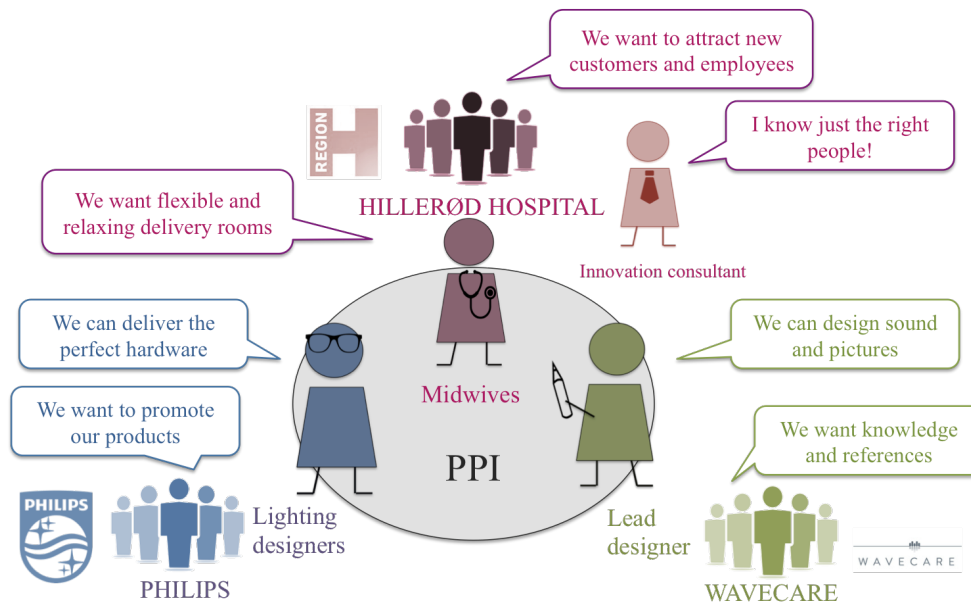 We want to attract new
customers and employees
REGION
H
I know just the right
people!
We want flexible and
relaxing delivery rooms
HILLERØD HOSPITAL
Innovation consultant
We can deliver the
perfect hardware
We can design sound
and pictures
Midwives
We want to promote
our products
We want knowledge
and references
PPI
PHILIPS
Lighting
designers
Lead
designer
PHILIPS
WAVECARE
WAVECARE